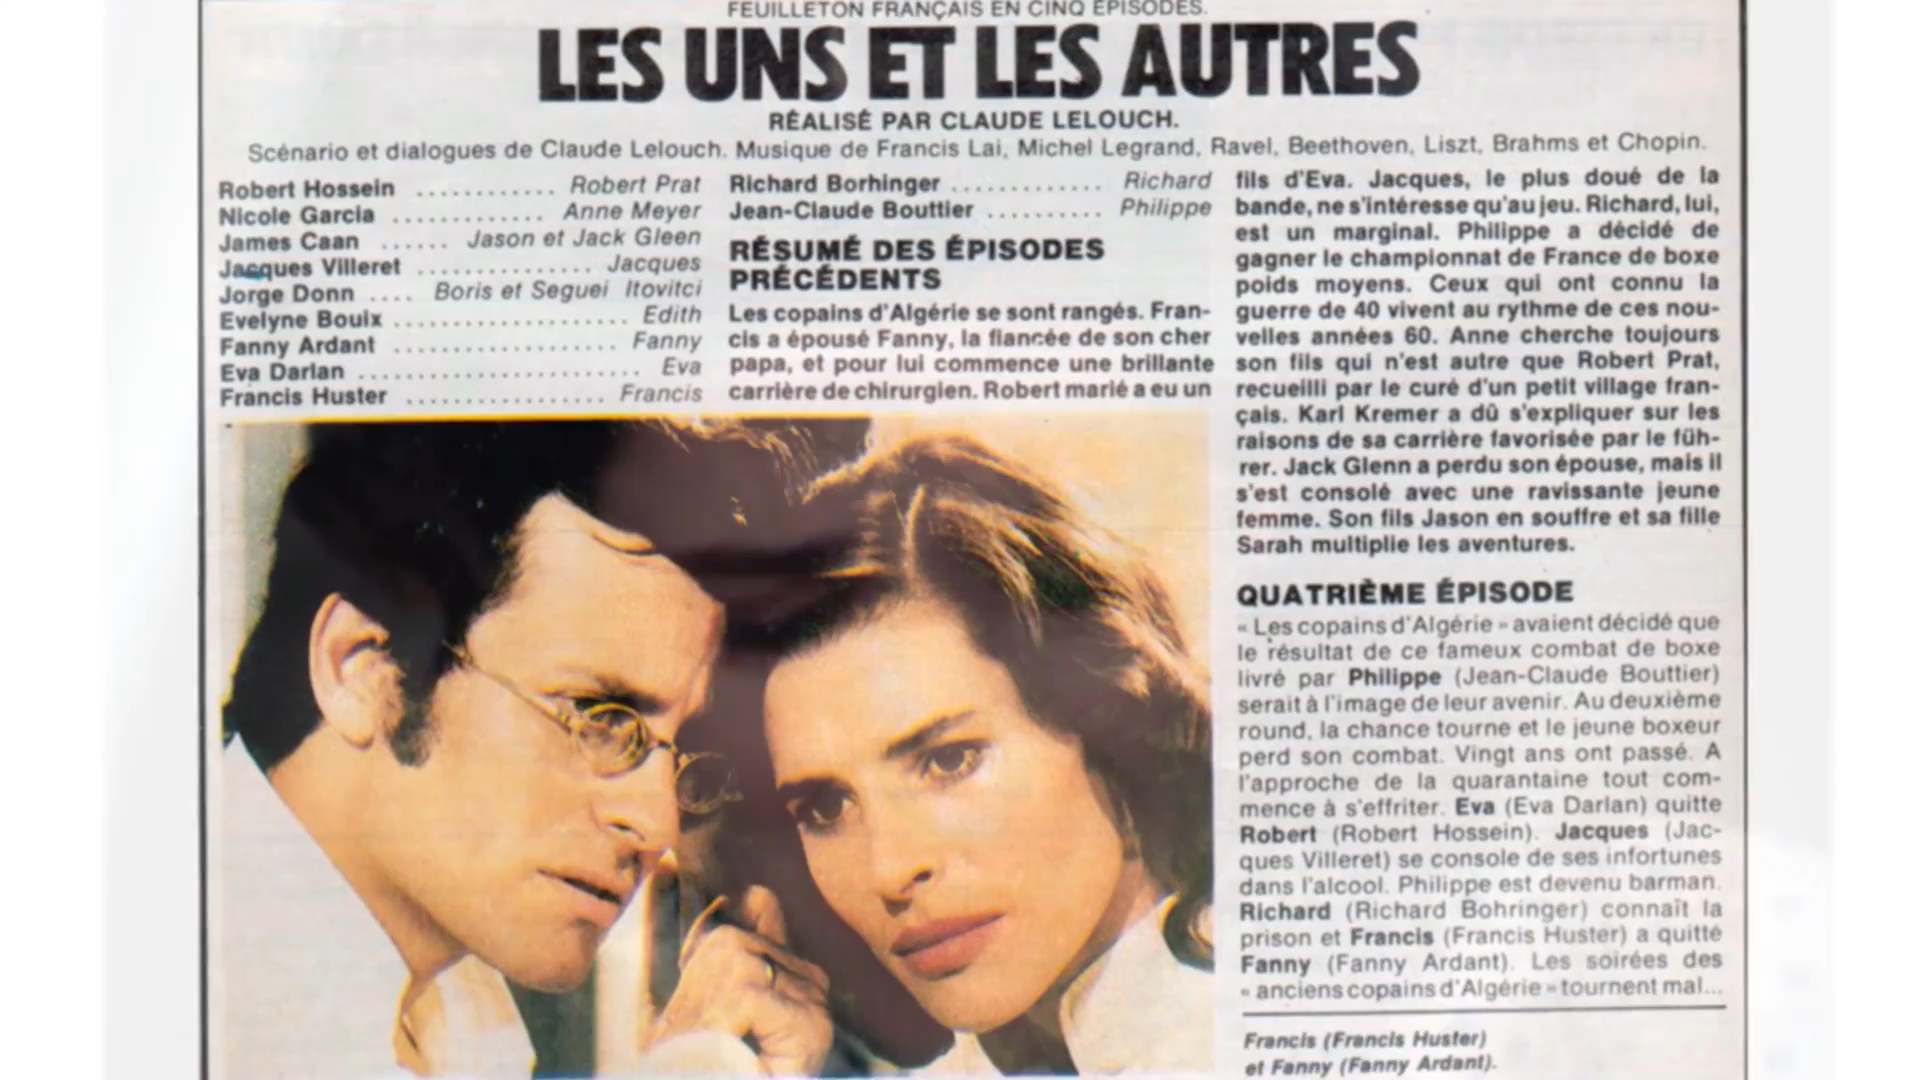 FEUILLETON FRANÇAIS EN CINQ ÉPISODES.
LES UNS ET LES AUTRES
RÉALISÉ PAR CLAUDE LELOUCH.
Scénario et dialogues de Claude Lelouch. Musique de Francis Lai, Michel Legrand, Ravel, Beethoven, Liszt, Brahms et Chopin.
Robert Hossein ............ Robert Prat
Nicole Garcia ............. Anne Meyer
James Caan ...... Jason et Jack Gleen
Jacques Villeret ............... Jacques
Jorge Donn .... Boris et Seguei Itovitci
Evelyne Bouix .................... Edith
Fanny Ardant ................... Fanny
Eva Darlan ........................ Eva
Francis Huster ................. Francis
Richard Borhinger ............. Richard
Jean-Claude Bouttier .......... Philippe
RÉSUMÉ DES ÉPISODES
PRÉCÉDENTS
Les copains d'Algérie se sont rangés. Fran-
cis a épousé Fanny, la fiancée de son cher
papa, et pour lui commence une brillante
carrière de chirurgien. Robert marié a eu un
fils d'Eva. Jacques, le plus doué de la
bande, ne s'intéresse qu'au jeu. Richard, lui,
est un marginal. Philippe a décidé de
gagner le championnat de France de boxe
poids moyens. Ceux qui ont connu la
guerre de 40 vivent au rythme de ces nou-
velles années 60. Anne cherche toujours
son fils qui n'est autre que Robert Prat,
recueilli par le curé d'un petit village fran-
çais. Karl Kremer a dû s'expliquer sur les
raisons de sa carrière favorisée par le füh-
rer. Jack Glenn a perdu son épouse, mais il
s'est consolé avec une ravissante jeune
femme. Son fils Jason en souffre et sa fille
Sarah multiplie les aventures.
QUATRIÈME ÉPISODE
« Les copains d'Algérie » avaient décidé que
le résultat de ce fameux combat de boxe
livré par Philippe (Jean-Claude Bouttier)
serait à l'image de leur avenir. Au deuxième
round, la chance tourne et le jeune boxeur
perd son combat. Vingt ans ont passé. A
l'approche de la quarantaine tout com-
mence à s'effriter. Eva (Eva Darlan) quitte
Robert (Robert Hossein). Jacques (Jac-
ques Villeret) se console de ses infortunes
dans l'alcool. Philippe est devenu barman.
Richard (Richard Bohringer) connaît la
prison et Francis (Francis Huster) a quitté
Fanny (Fanny Ardant). Les soirées des
« anciens copains d'Algérie » tournent mal...
Francis (Francis Huster)
et Fanny (Fanny Ardant).